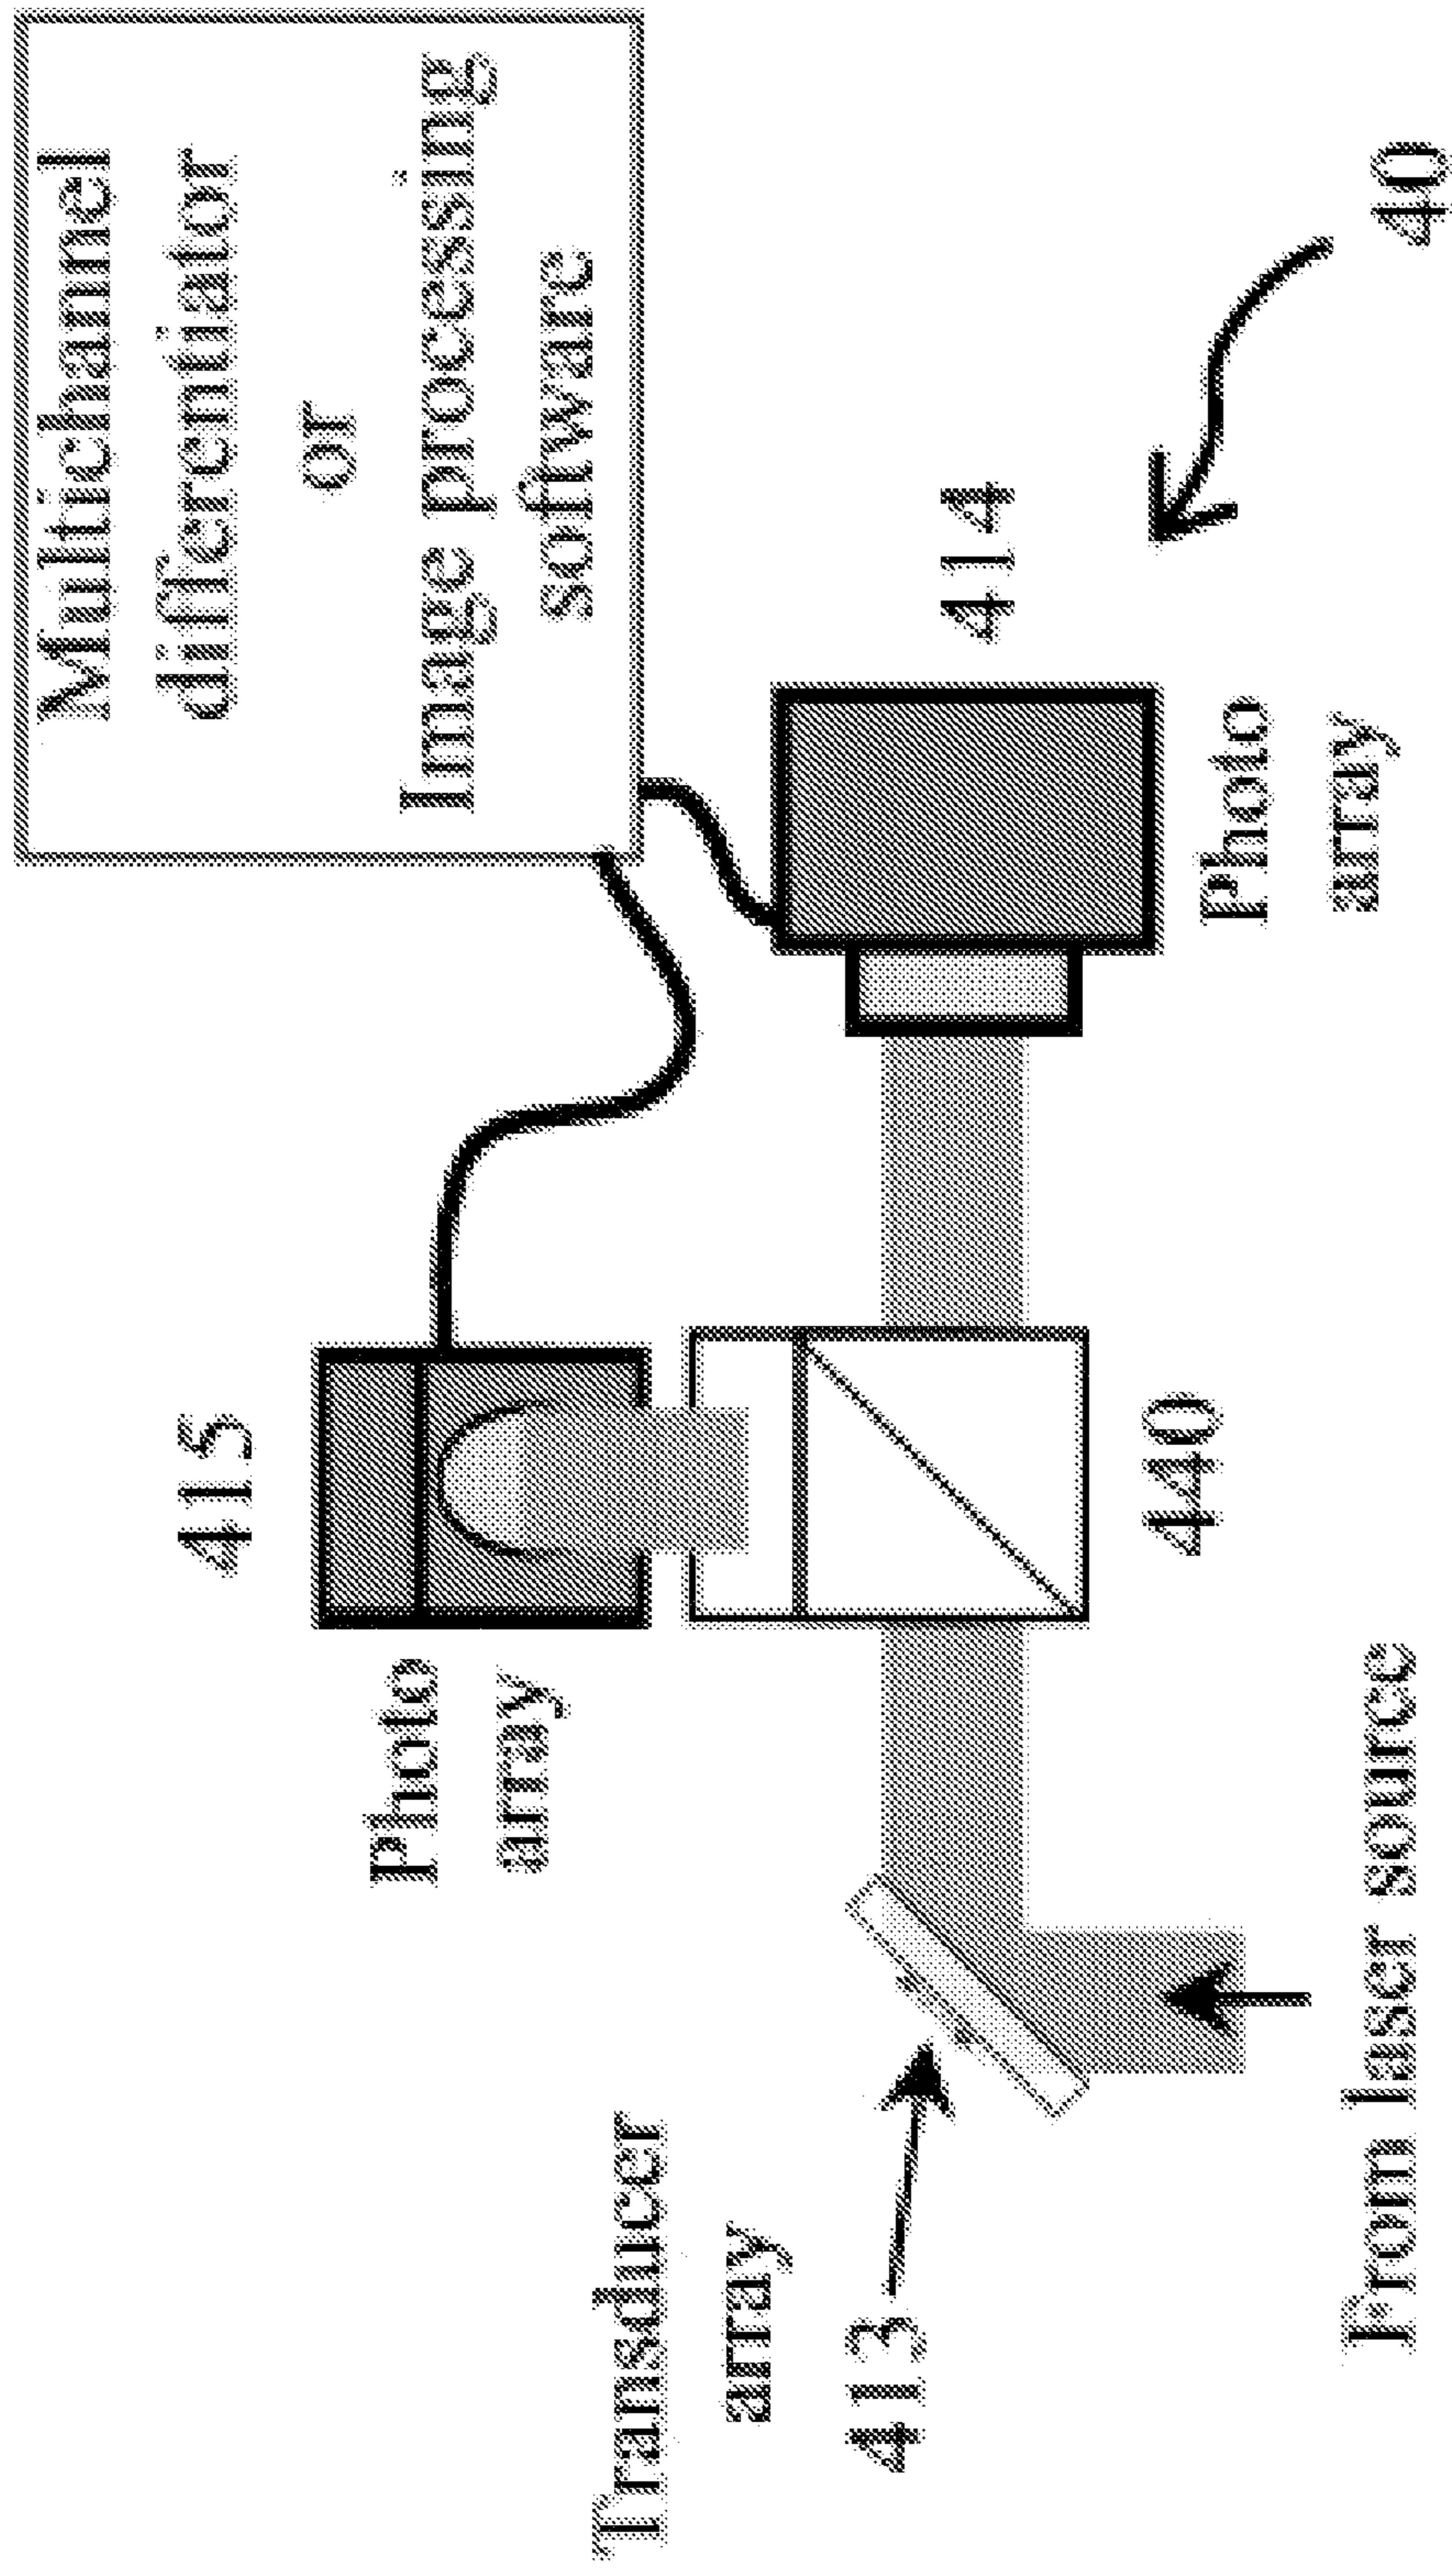 Multichannel
differentiator
or
Image processing
software
415
Photo
array
414
Photo
array
40
Transducer
array
413
440
From laser source